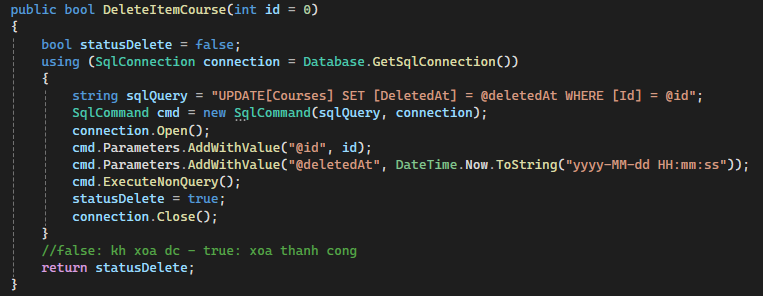 public bool DeleteItemCourse(int id = 0)
{
bool statusDelete = false;
using (SqlConnection connection = Database.GetSqlConnection())
{
string sqlQuery = "UPDATE[Courses] SET [DeletedAt] = @deletedAt WHERE [Id] = @id";
SqlCommand cmd = new SqlCommand(sqlQuery, connection);
connection.Open();
cmd.Parameters.AddWithValue("@id", id);
cmd.Parameters.AddWithValue("@deletedAt", DateTime.Now.ToString("yyyy-MM-dd HH:mm:ss"));
cmd.ExecuteNonQuery();
statusDelete = true;
connection.Close();
}
//false: kh xoa dc - true: xoa thanh cong
return statusDelete;
}